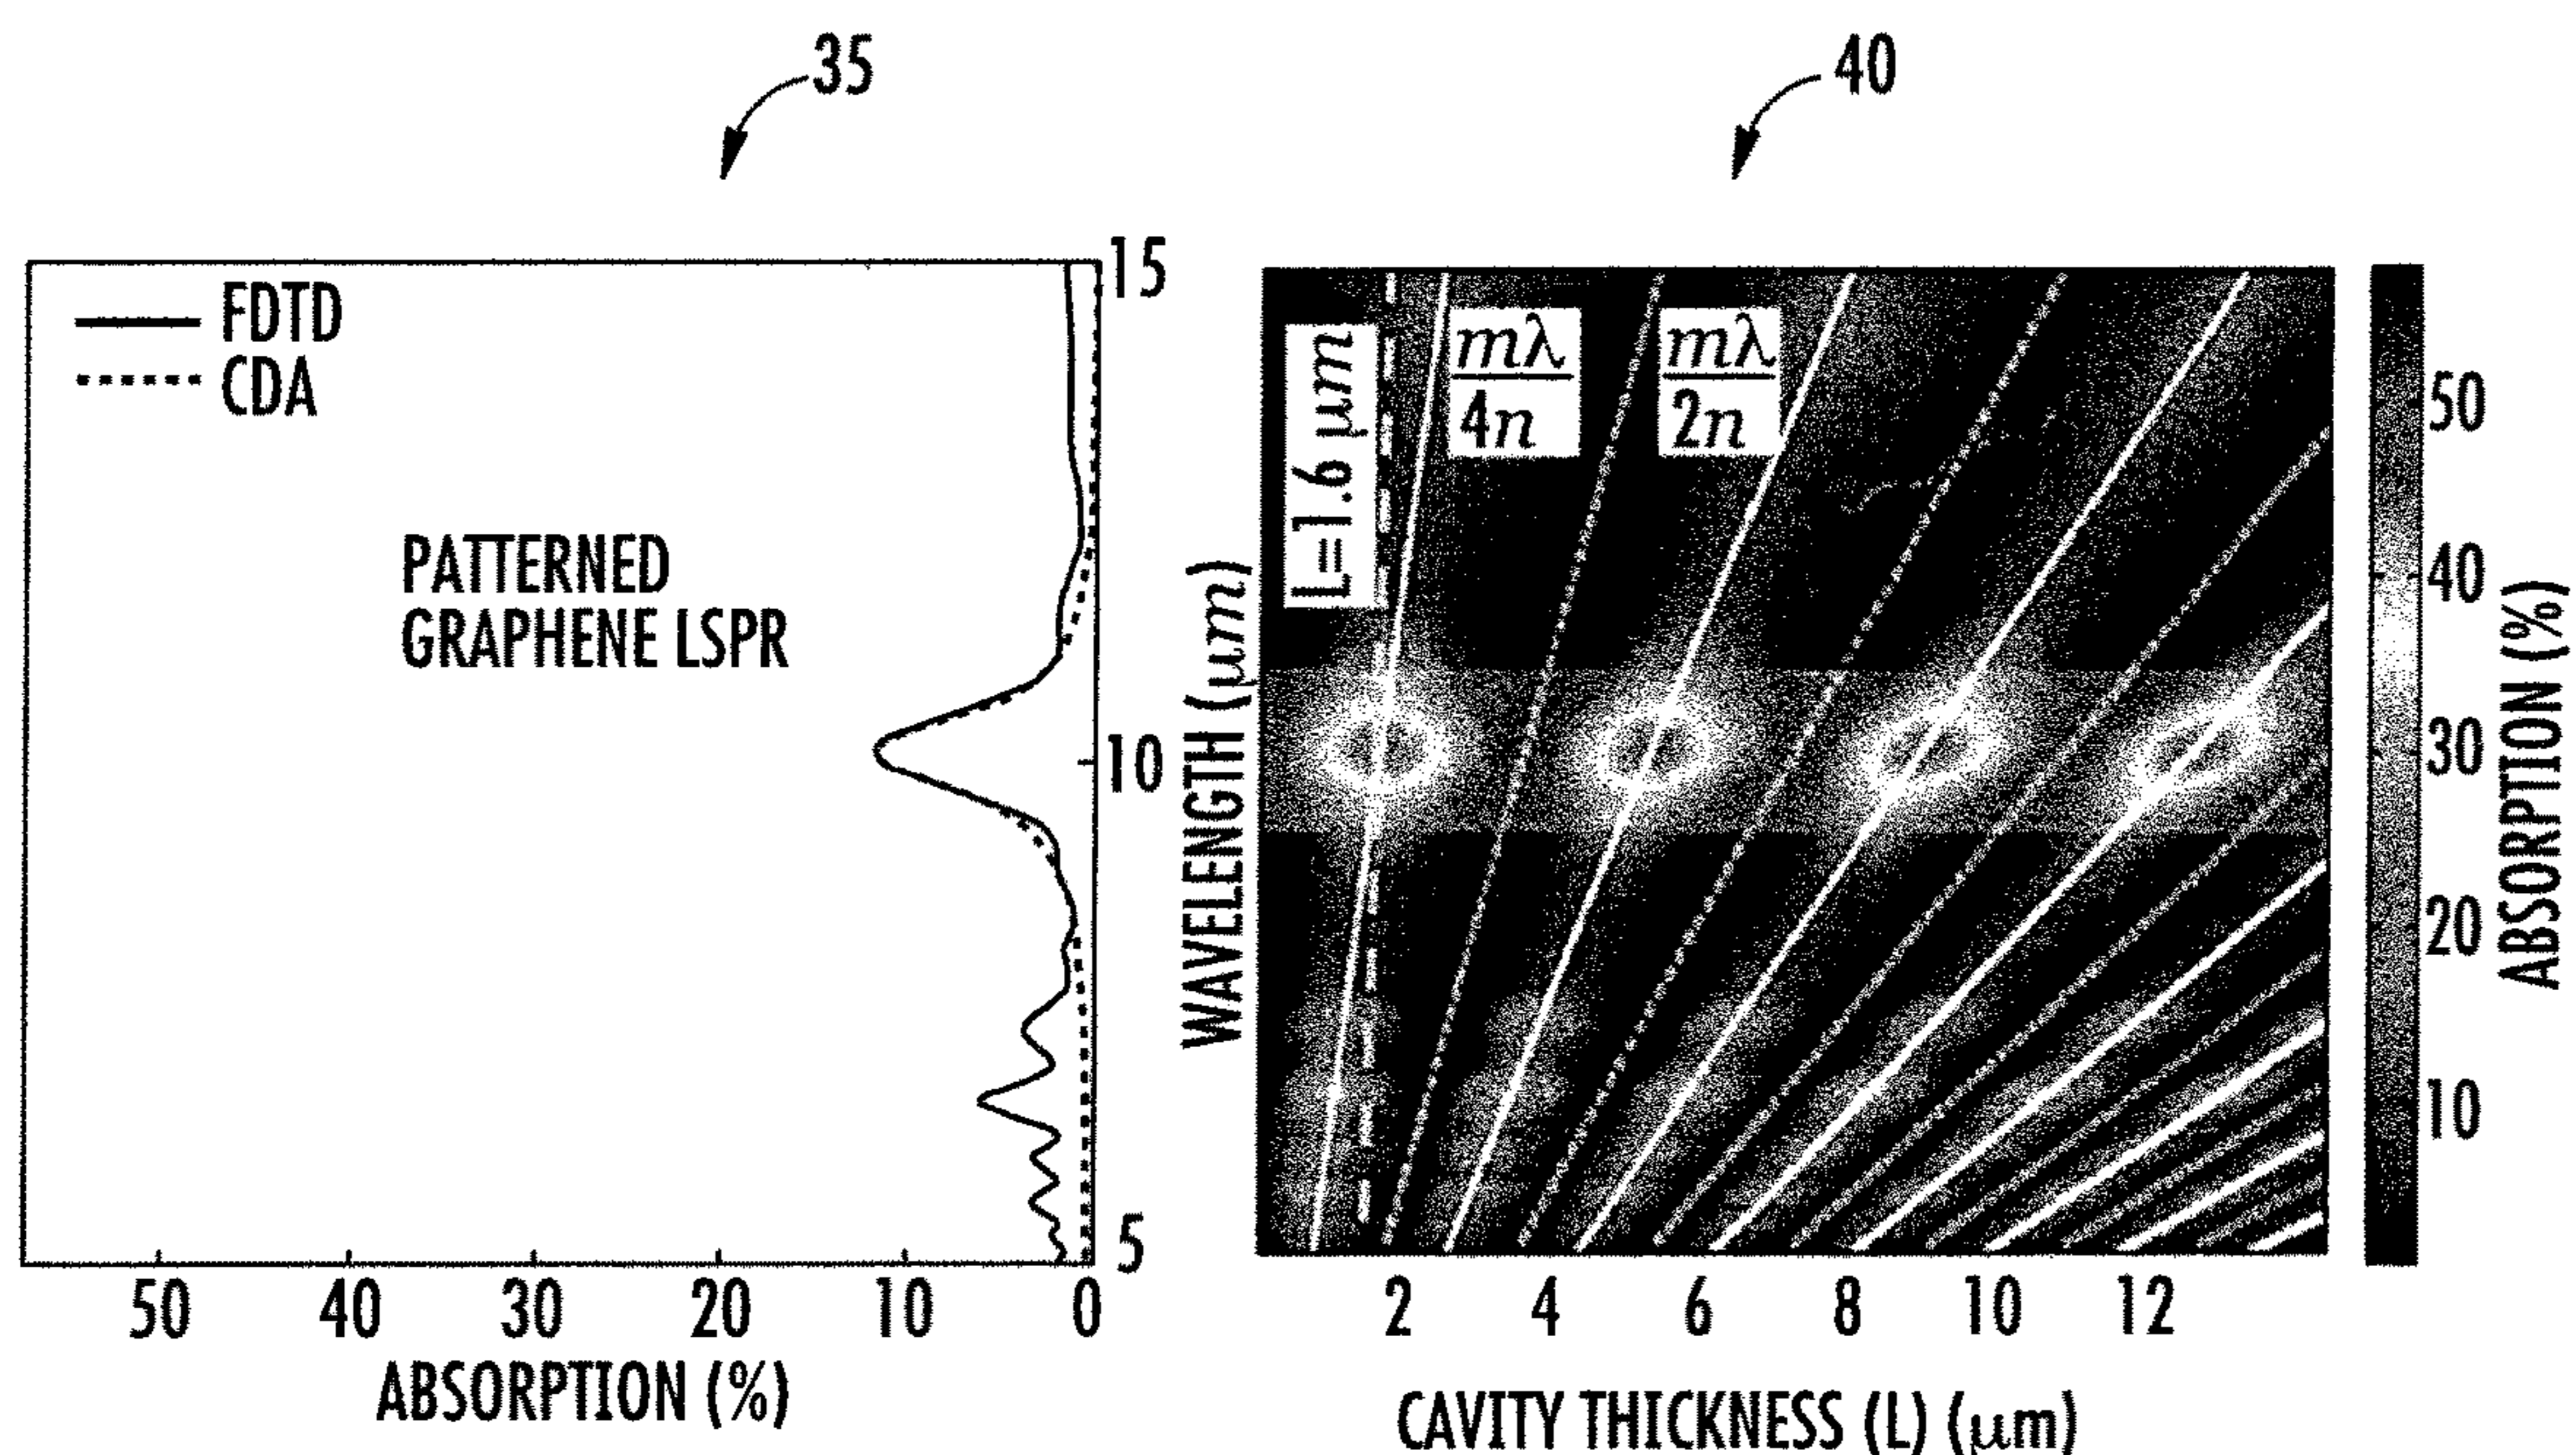 35
40
FDTD
CDA
PATTERNED
GRAPHENE LSPR
15
10
5
50 40 30 20 10 0
ABSORPTION (%)
WAVELENGTH (μm)
L=1.6 μm
mλ
4n
mλ
2n
2 4 6 8 10 12
CAVITY THICKNESS (L) (μm)
50
40
30
20
10
ABSORPTION (%)